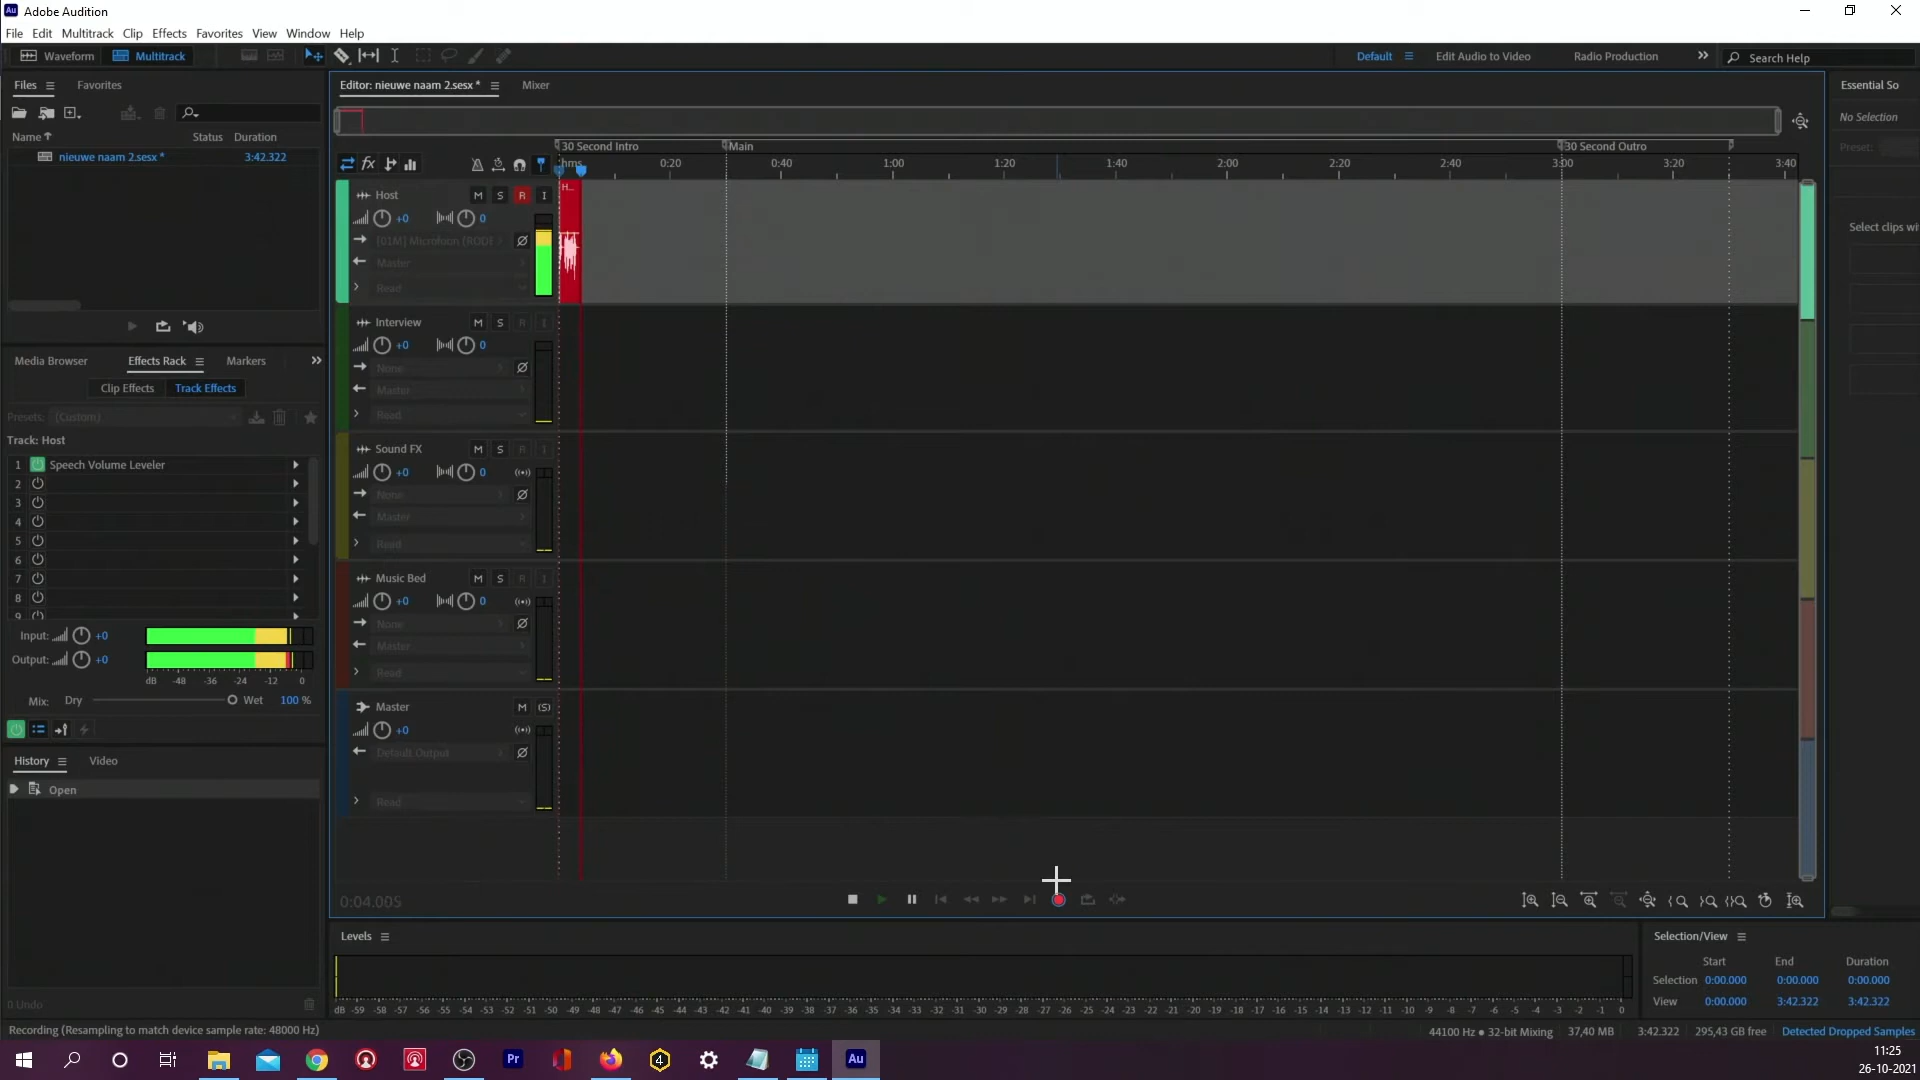 Au Adobe Audition
File Edit Multitrack Clip Effects Favorites View Window Help
Waveform Multitrack Default Edit Audio to Video Radio Production Search Help
Files Favorites
Name Status Duration
nieuwe naam 2.sesx * 3:42.322
Media Browser Effects Rack Markers
Clip Effects Track Effects
Presets: (Custom)
Track: Host
1 Speech Volume Leveler
2
3
4
5
6
7
8
9
Input: +0
Output: +0
dB -48 -36 -24 -12 0
Mix: Dry Wet 100 %
History Video
Open
0 Undo
Editor: nieuwe naam 2.sesx * Mixer
30 Second Intro Main 30 Second Outro
fx hms 0:20 0:40 1:00 1:20 1:40 2:00 2:20 2:40 3:00 3:20 3:40
Host M S R I H...
+0 0
[01M] Microfoon (RODE
Master
Read
Interview M S R I
+0 0
None
Master
Read
Sound FX M S R I
+0 0
None
Master
Read
Music Bed M S R I
+0 0
None
Master
Read
Master M (S)
+0
Default Output
Read
0:04.005
Levels
dB -59 -58 -57 -56 -55 -54 -53 -52 -51 -50 -49 -48 -47 -46 -45 -44 -43 -42 -41 -40 -39 -38 -37 -36 -35 -34 -33 -32 -31 -30 -29 -28 -27 -26 -25 -24 -23 -22 -21 -20 -19 -18 -17 -16 -15 -14 -13 -12 -11 -10 -9 -8 -7 -6 -5 -4 -3 -2 -1 0
Essential So
No Selection
Preset:
Select clips wi
Selection/View
Start End Duration
Selection 0:00.000 0:00.000 0:00.000
View 0:00.000 3:42.322 3:42.322
Recording (Resampling to match device sample rate: 48000 Hz) 44100 Hz ● 32-bit Mixing 37,40 MB 3:42.322 295,43 GB free Detected Dropped Samples
Pr 4 Au
11:25
26-10-2021